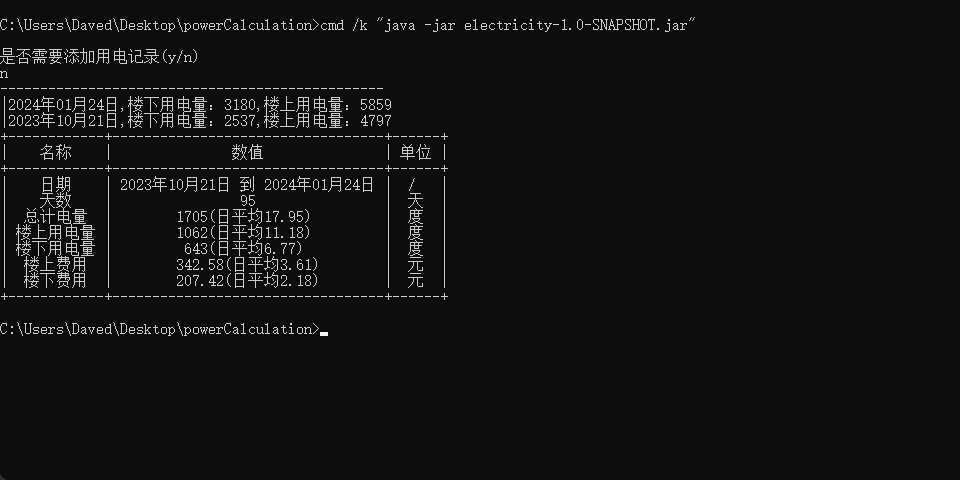 C:\Users\Daved\Desktop\powerCalculation>cmd /k "java -jar electricity-1.0-SNAPSHOT.jar"
是否需要添加用电记录(y/n)
n
------------------------------------------------
|2024年01月24日,楼下用电量: 3180,楼上用电量: 5859
|2023年10月21日,楼下用电量: 2537,楼上用电量: 4797
+------------+----------------------------------+------+
| 名称 | 数值 | 单位 |
+------------+----------------------------------+------+
| 日期 | 2023年10月21日 到 2024年01月24日 | / |
| 天数 | 95 | 天 |
| 总计电量 | 1705(日平均17.95) | 度 |
| 楼上用电量 | 1062(日平均11.18) | 度 |
| 楼下用电量 | 643(日平均6.77) | 度 |
| 楼上费用 | 342.58(日平均3.61) | 元 |
| 楼下费用 | 207.42(日平均2.18) | 元 |
+------------+----------------------------------+------+
C:\Users\Daved\Desktop\powerCalculation>